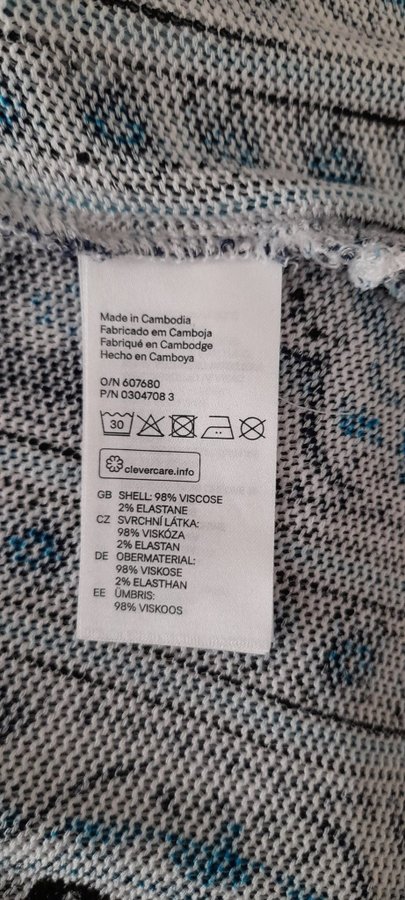 Made in Cambodia
Fabricado em Camboja
Fabriqué en Cambodge
Hecho en Camboya
O/N 607680
P/N 0304708 3
30
clevercare.info
GB SHELL: 98% VISCOSE
2% ELASTANE
CZ SVRCHNÍ LÁTKA:
98% VISKÓZA
2% ELASTAN
DE OBERMATERIAL:
98% VISKOSE
2% ELASTHAN
EE ÜMBRIS:
98% VISKOOS